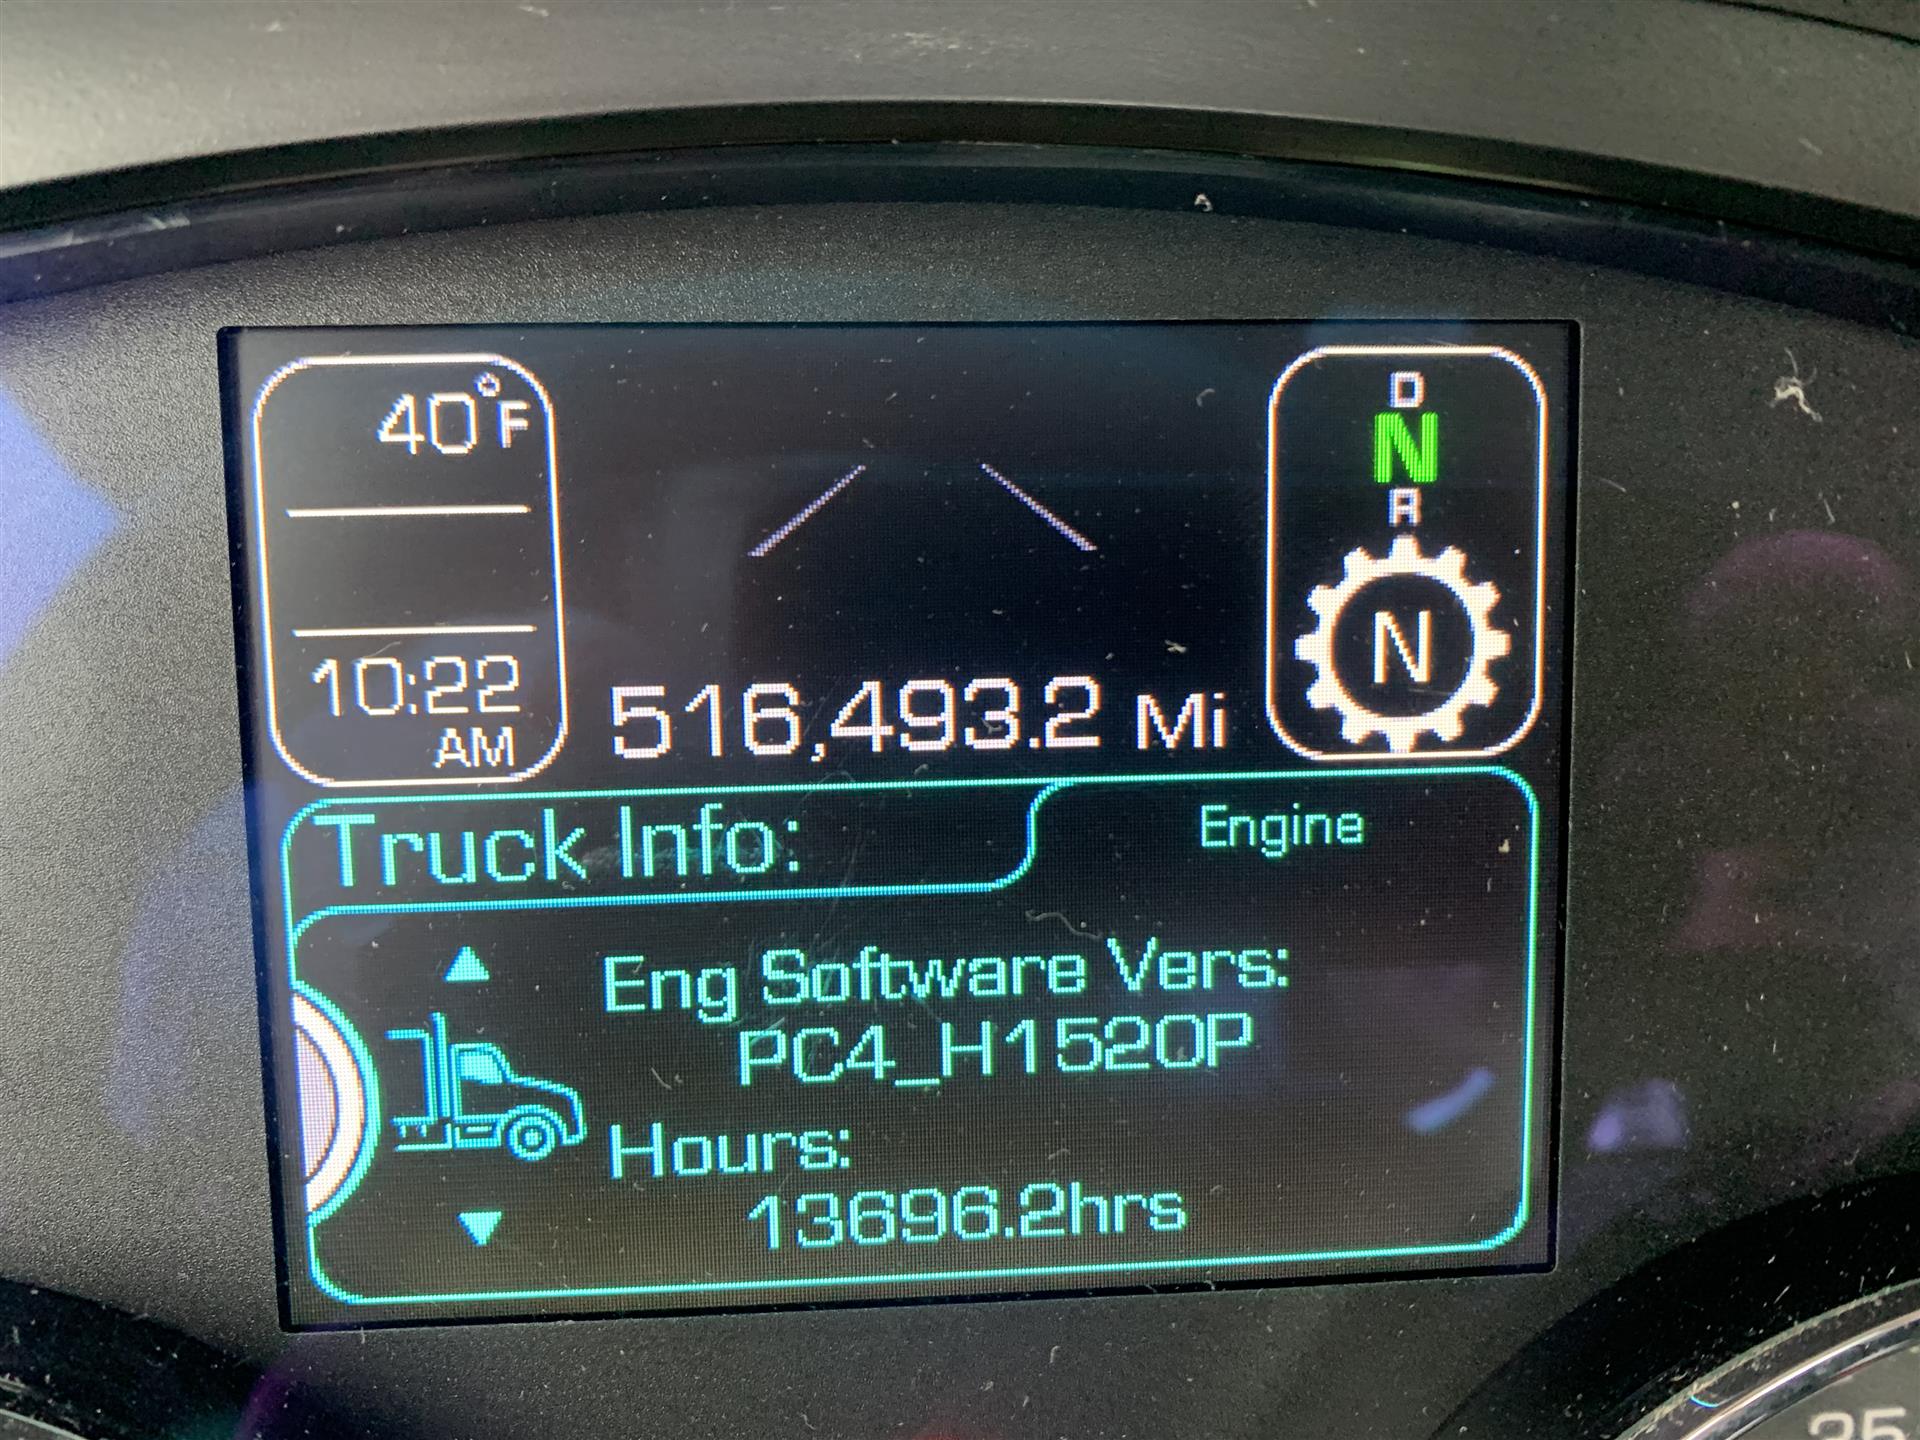 40°F
10:22
AM
516,493.2 Mi
D
N
R
N
Truck Info:
Engine
Eng Software Vers:
PC4_H1520P
Hours:
13696.2hrs